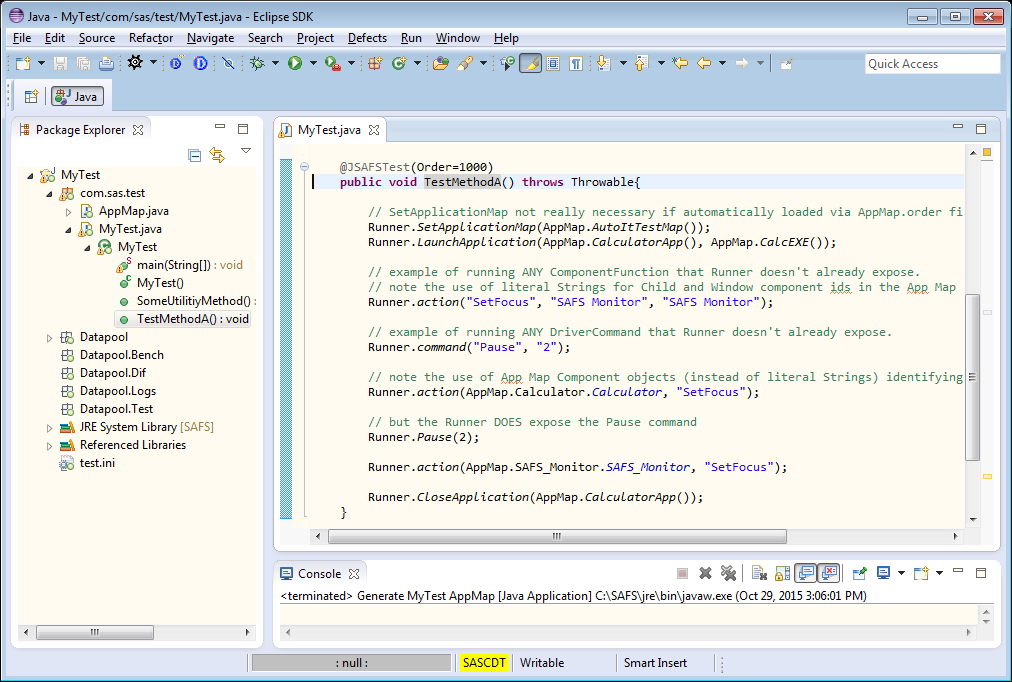 Java - MyTest/com/sas/test/MyTest.java - Eclipse SDK
File Edit Source Refactor Navigate Search Project Defects Run Window Help
Quick Access
Java
Package Explorer
MyTest
com.sas.test
AppMap.java
MyTest.java
MyTest
main(String[]) : void
MyTest()
SomeUtilitiyMethod() :
TestMethodA() : void
Datapool
Datapool.Bench
Datapool.Dif
Datapool.Logs
Datapool.Test
JRE System Library [SAFS]
Referenced Libraries
test.ini
MyTest.java
@JSAFSTest(Order=1000)
public void TestMethodA() throws Throwable{
// SetApplicationMap not really necessary if automatically loaded via AppMap.order fi
Runner.SetApplicationMap(AppMap.AutoItTestMap());
Runner.LaunchApplication(AppMap.CalculatorApp(), AppMap.CalcEXE());
// example of running ANY ComponentFunction that Runner doesn't already expose.
// note the use of literal Strings for Child and Window component ids in the App Map
Runner.action("SetFocus", "SAFS Monitor", "SAFS Monitor");
// example of running ANY DriverCommand that Runner doesn't already expose.
Runner.command("Pause", "2");
// note the use of App Map Component objects (instead of literal Strings) identifying
Runner.action(AppMap.Calculator.Calculator, "SetFocus");
// but the Runner DOES expose the Pause command
Runner.Pause(2);
Runner.action(AppMap.SAFS_Monitor.SAFS_Monitor, "SetFocus");
Runner.CloseApplication(AppMap.CalculatorApp());
}
Console
<terminated> Generate MyTest AppMap [Java Application] C:\SAFS\jre\bin\javaw.exe (Oct 29, 2015 3:06:01 PM)
: null :
SASCDT
Writable
Smart Insert